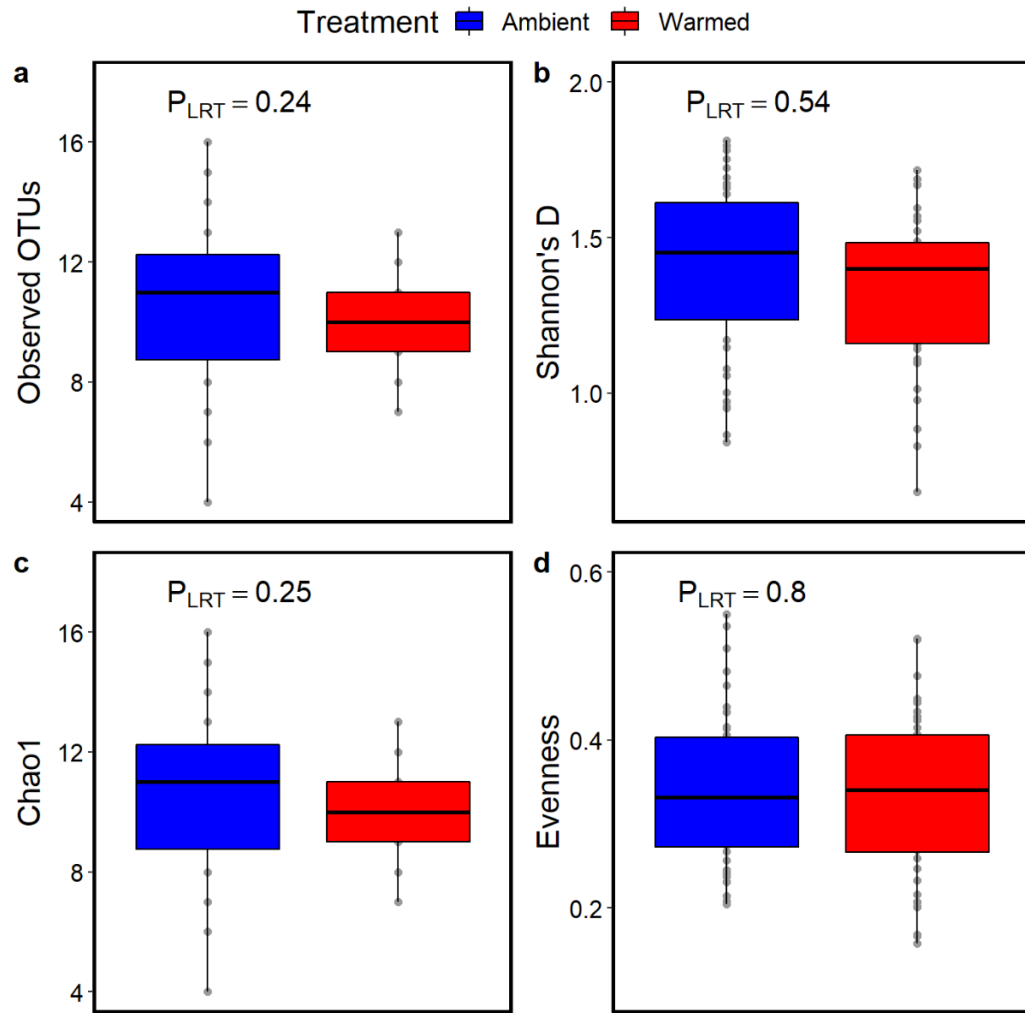 Treatment Ambient Warmed
a
P_LRT = 0.24
Observed OTUs
16
12
8
4
b
P_LRT = 0.54
Shannon's D
2.0
1.5
1.0
c
P_LRT = 0.25
Chao1
16
12
8
4
d
P_LRT = 0.8
Evenness
0.6
0.4
0.2